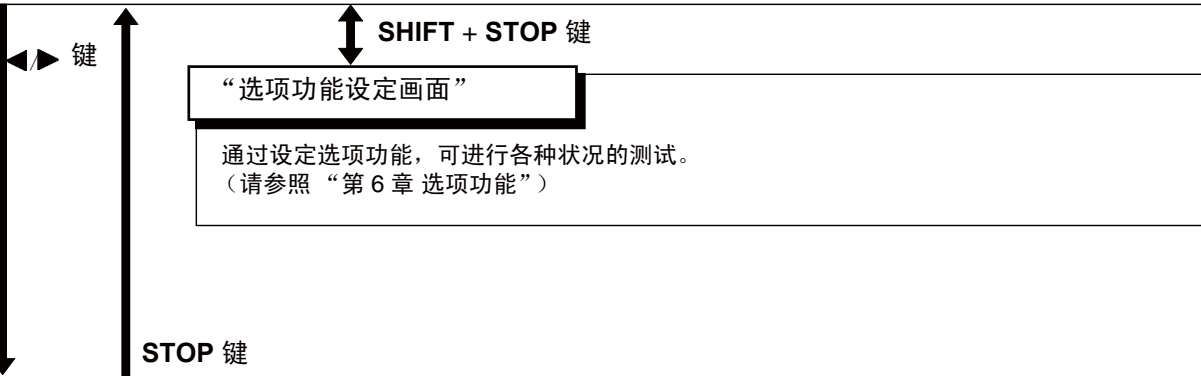 SHIFT + STOP 键
◀/▶ 键
“选项功能设定画面”
通过设定选项功能，可进行各种状况的测试。
（请参照 “第 6 章 选项功能”）
STOP 键